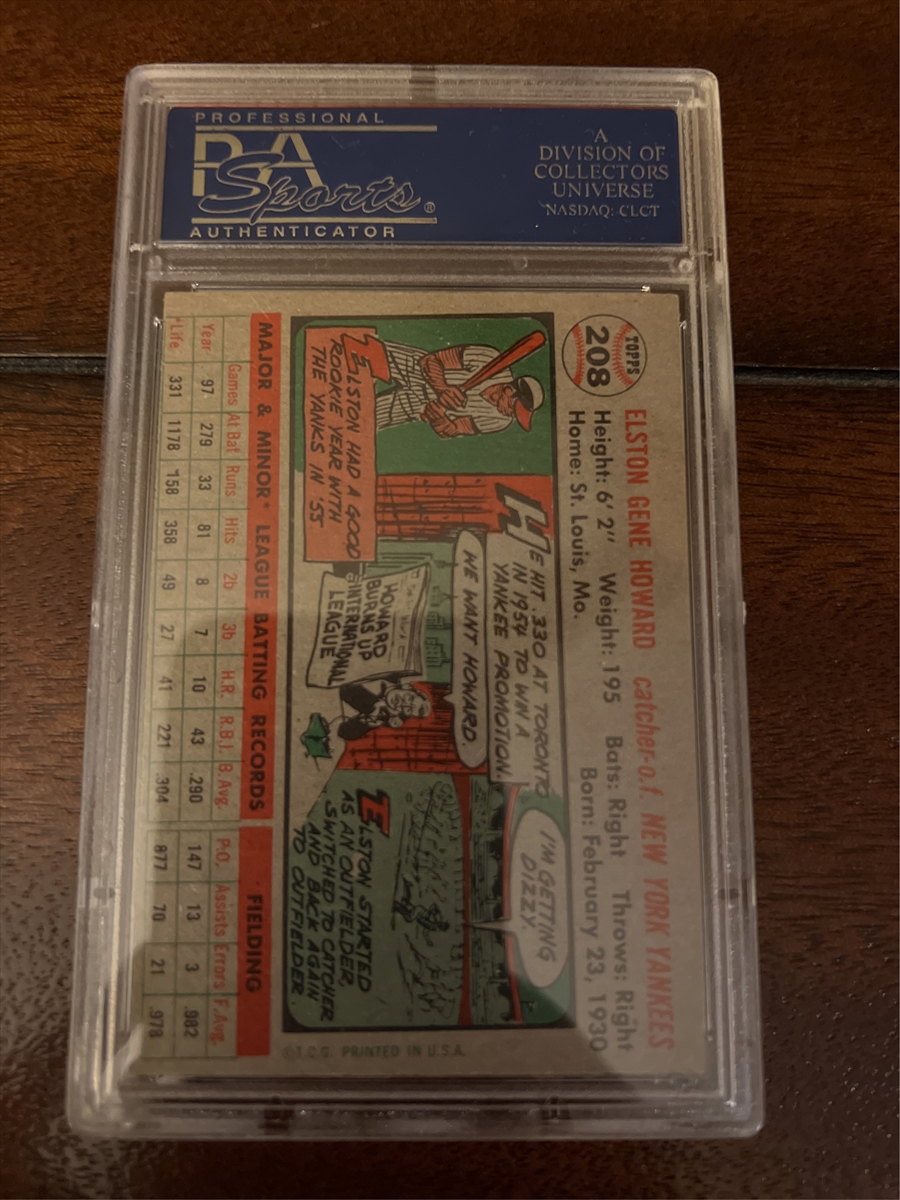 PROFESSIONAL
PSA
Sports®
AUTHENTICATOR
A
DIVISION OF
COLLECTORS
UNIVERSE
NASDAQ: CLCT
TOPPS
208
ELSTON GENE HOWARD catcher-o.f. NEW YORK YANKEES
Height: 6' 2" Weight: 195 Bats: Right Throws: Right
Home: St. Louis, Mo. Born: February 23, 1930
ELSTON HAD A GOOD
ROOKIE YEAR WITH
THE YANKS IN '55
HE HIT .330 AT TORONTO
IN 1954 TO WIN A
YANKEE PROMOTION.
WE WANT HOWARD.
HOWARD
BURNS UP
INTERNATIONAL
LEAGUE
I'M GETTING
DIZZY.
ELSTON STARTED
AS AN OUTFIELDER,
SWITCHED TO CATCHER
AND BACK AGAIN
TO OUTFIELDER.
MAJOR & MINOR* LEAGUE BATTING RECORDS FIELDING
Games At Bat Runs Hits 2b 3b H.R. R.B.I. B.Avg. P.O. Assists Errors F.Avg.
Year 97 279 33 81 8 7 10 43 .290 147 13 3 .982
*Life 331 1178 158 358 49 27 41 221 .304 877 70 21 .978
©T.C.G. PRINTED IN U.S.A.